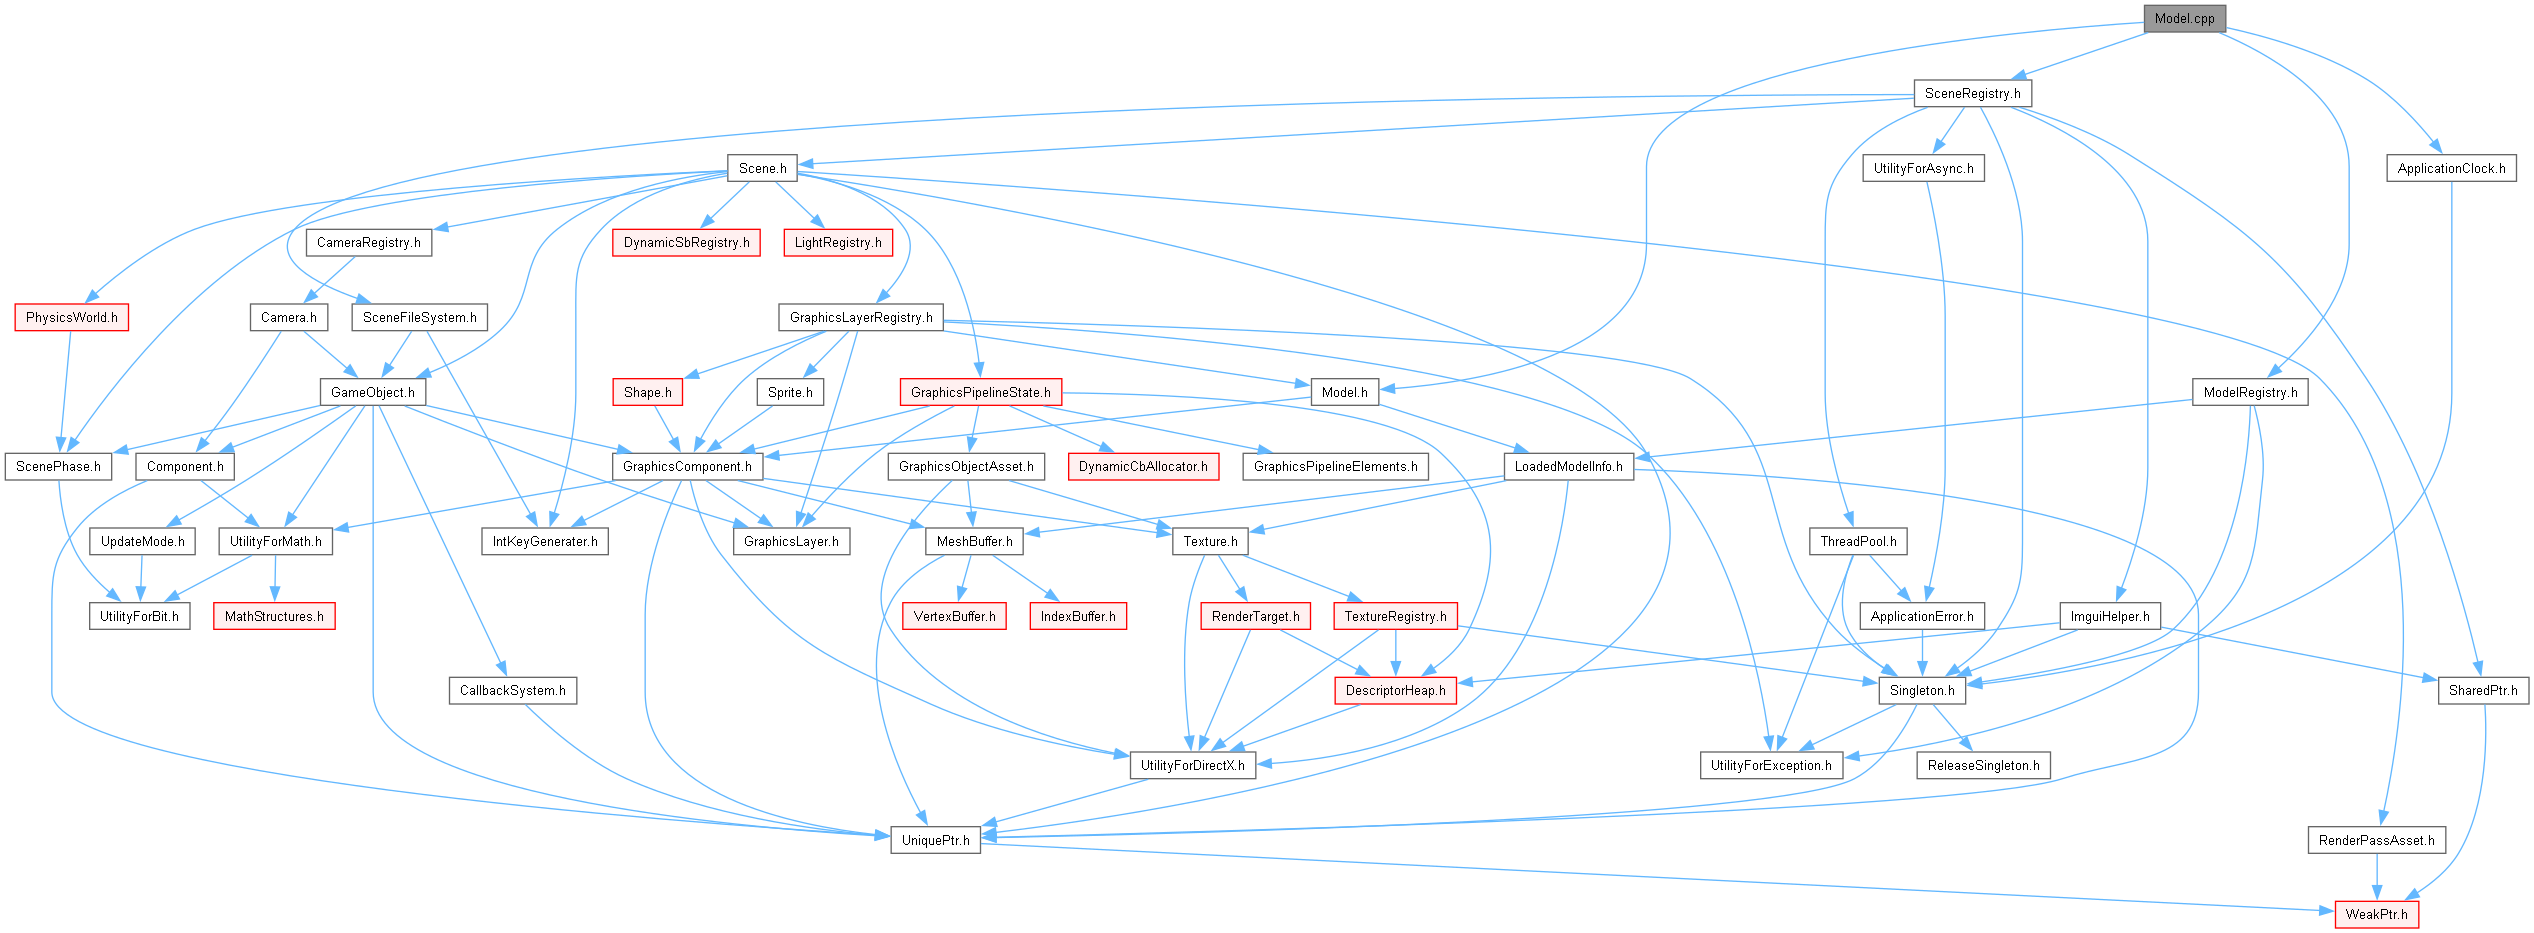 Model.cpp
SceneRegistry.h
Scene.h
UtilityForAsync.h
ApplicationClock.h
CameraRegistry.h
DynamicSbRegistry.h
LightRegistry.h
PhysicsWorld.h
Camera.h
SceneFileSystem.h
GraphicsLayerRegistry.h
GameObject.h
Shape.h
Sprite.h
GraphicsPipelineState.h
Model.h
ModelRegistry.h
ScenePhase.h
Component.h
GraphicsComponent.h
GraphicsObjectAsset.h
DynamicCbAllocator.h
GraphicsPipelineElements.h
LoadedModelInfo.h
UpdateMode.h
UtilityForMath.h
IntKeyGenerater.h
GraphicsLayer.h
MeshBuffer.h
Texture.h
ThreadPool.h
UtilityForBit.h
MathStructures.h
VertexBuffer.h
IndexBuffer.h
RenderTarget.h
TextureRegistry.h
ApplicationError.h
ImguiHelper.h
CallbackSystem.h
DescriptorHeap.h
Singleton.h
SharedPtr.h
UtilityForDirectX.h
UtilityForException.h
ReleaseSingleton.h
UniquePtr.h
RenderPassAsset.h
WeakPtr.h